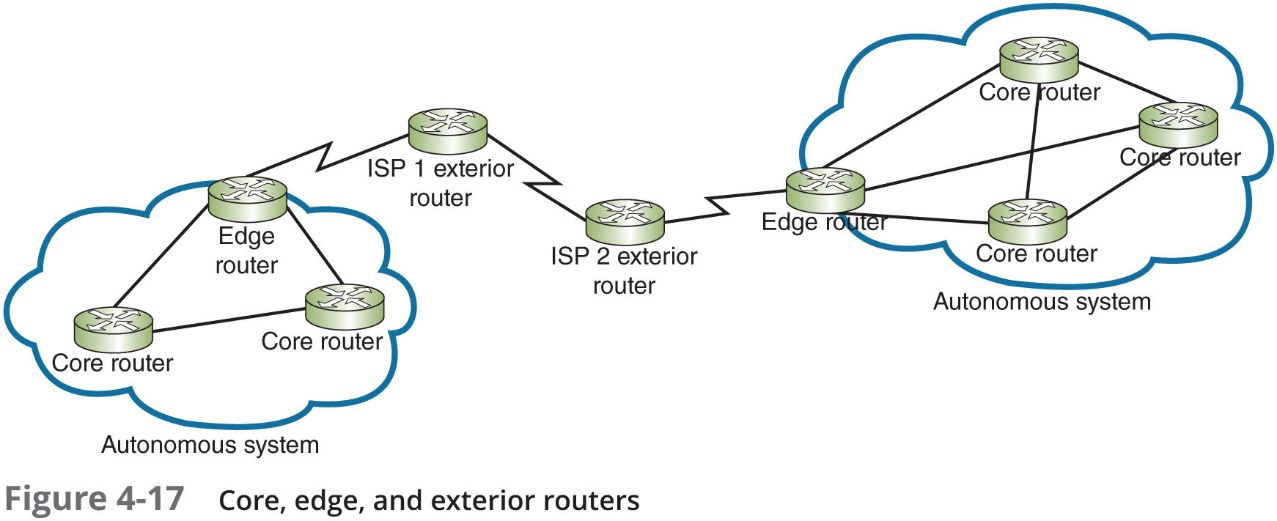 Core router
Core router
ISP 1 exterior
router
Edge router
Edge
router
Core router
ISP 2 exterior
router
Autonomous system
Core router
Core router
Autonomous system
Figure 4-17 Core, edge, and exterior routers